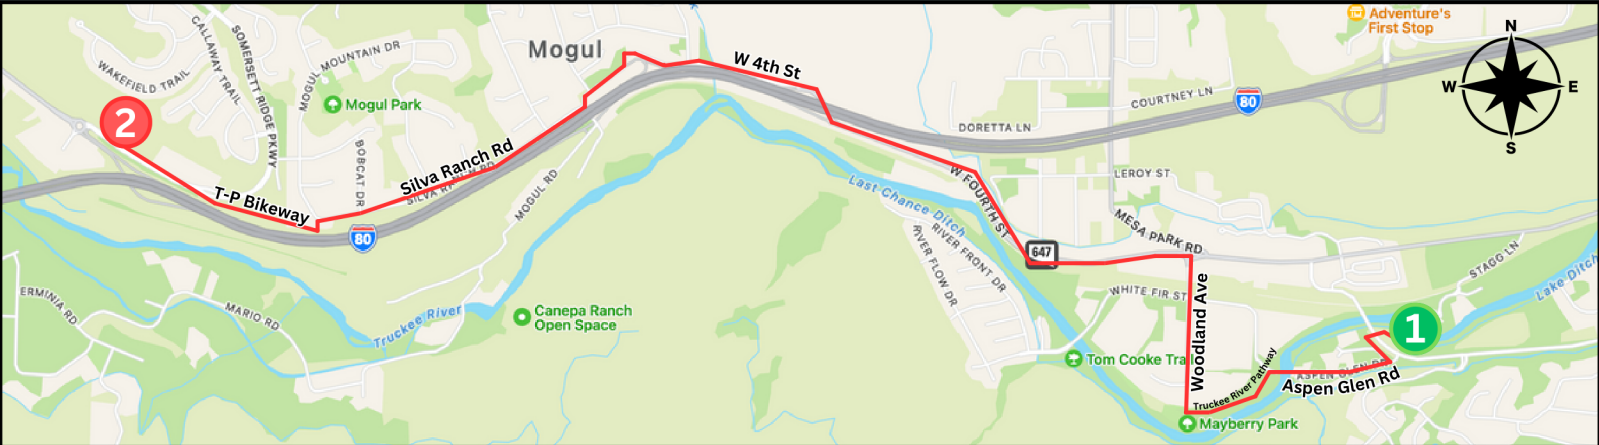 Adventure's
First Stop
N
W
E
S
CALLAWAY TRAIL
SOMERSETT RIDGE PKWY
WAKEFIELD TRAIL
MOGUL MOUNTAIN DR
Mogul
W 4th St
Mogul Park
2
80
COURTNEY LN
DORETTA LN
BOBCAT DR
Silva Ranch Rd
SILVA RANCH RD
T-P Bikeway
MOGUL RD
80
Last Chance Ditch
W FOURTH ST
LEROY ST
MESA PARK RD
647
RIVER FLOW DR
RIVER FRONT DR
STAGG LN
Lake Ditch
ERMINIA RD
MARIO RD
Truckee River
Canepa Ranch
Open Space
WHITE FIR ST
Woodland Ave
1
Tom Cooke Tra
Truckee River Pathway
ASPEN GLEN DR
Aspen Glen Rd
Mayberry Park